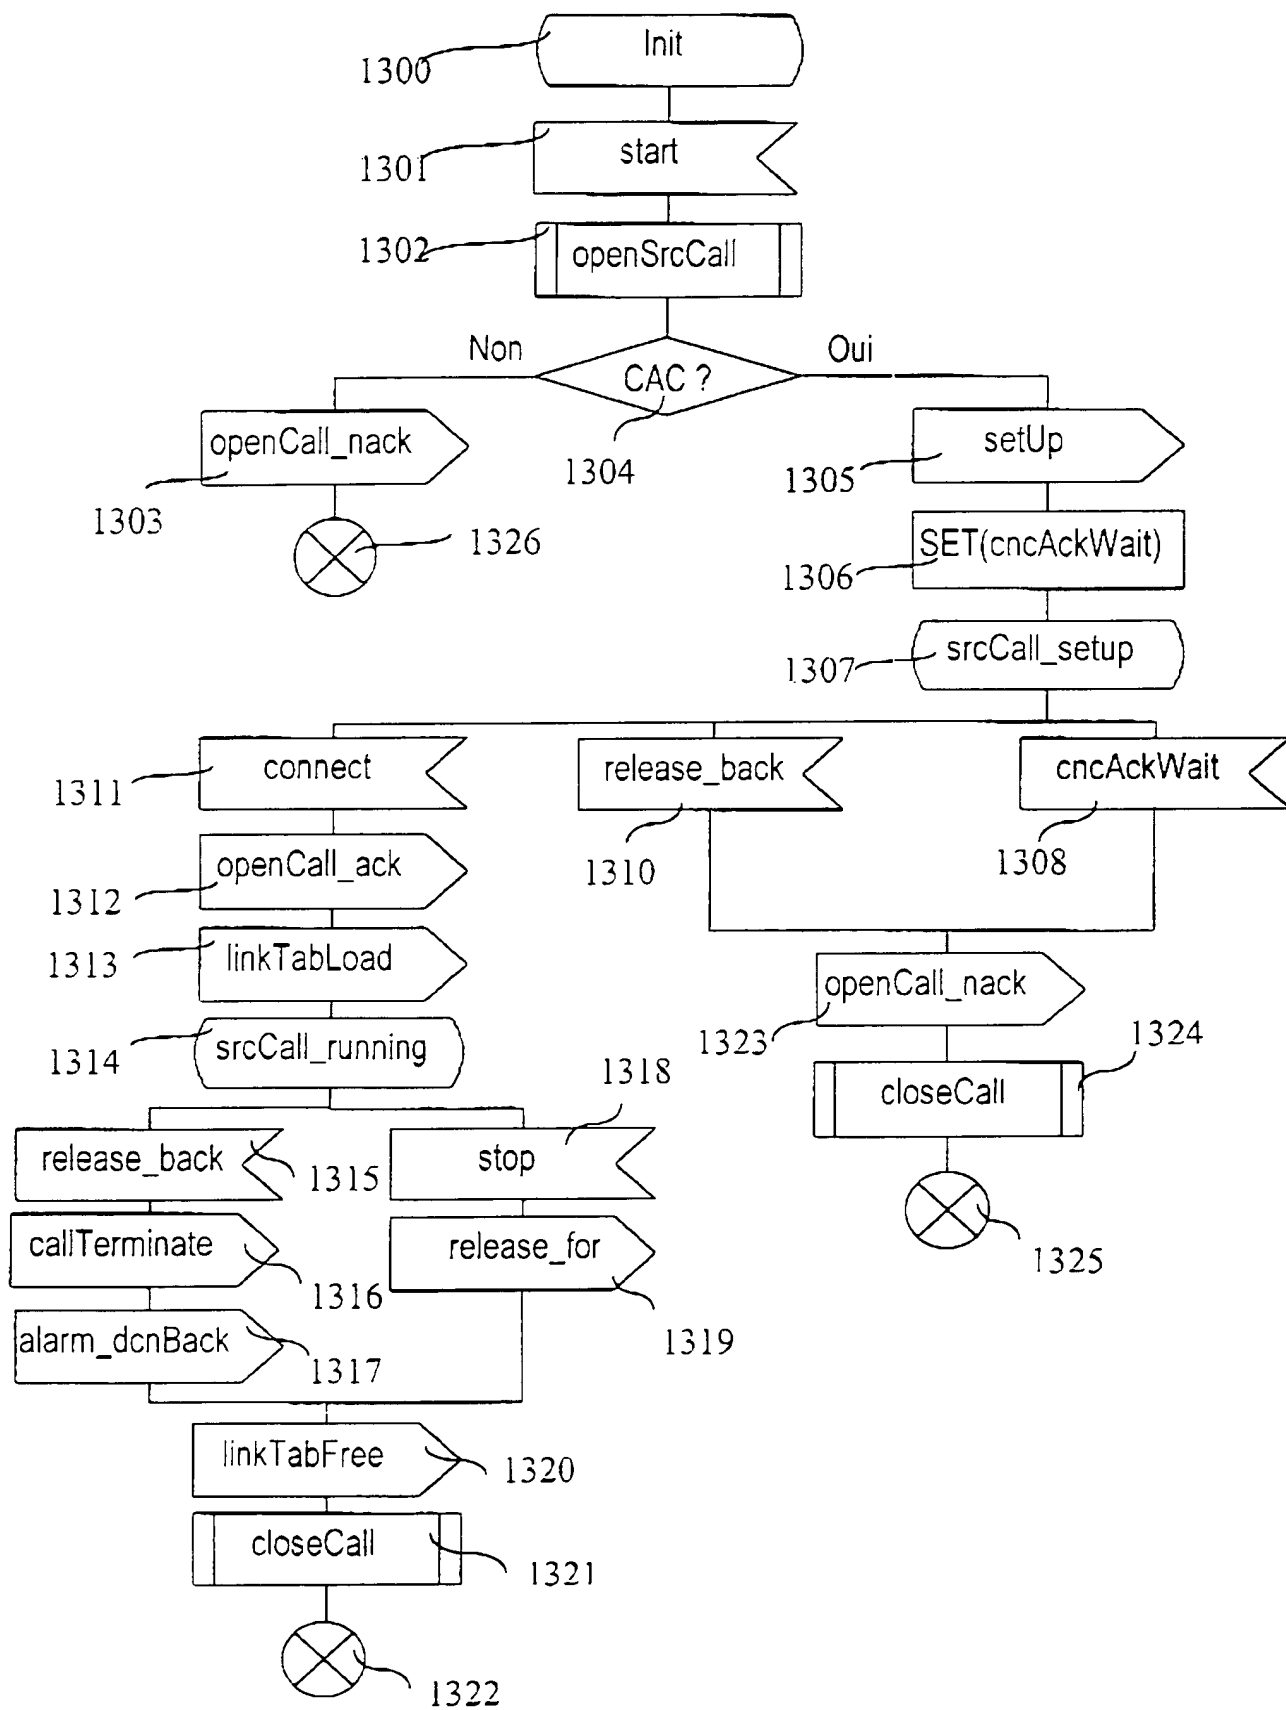 Init
1300
start
1301
openSrcCall
1302
Non
Oui
CAC ?
1304
openCall_nack
1303
1326
setUp
1305
SET(cncAckWait)
1306
srcCall_setup
1307
connect
1311
release_back
1310
cncAckWait
1308
openCall_ack
1312
linkTabLoad
1313
openCall_nack
1323
1324
srcCall_running
1314
1318
closeCall
release_back
1315
stop
1325
callTerminate
1316
release_for
1319
alarm_dcnBack
1317
linkTabFree
1320
closeCall
1321
1322